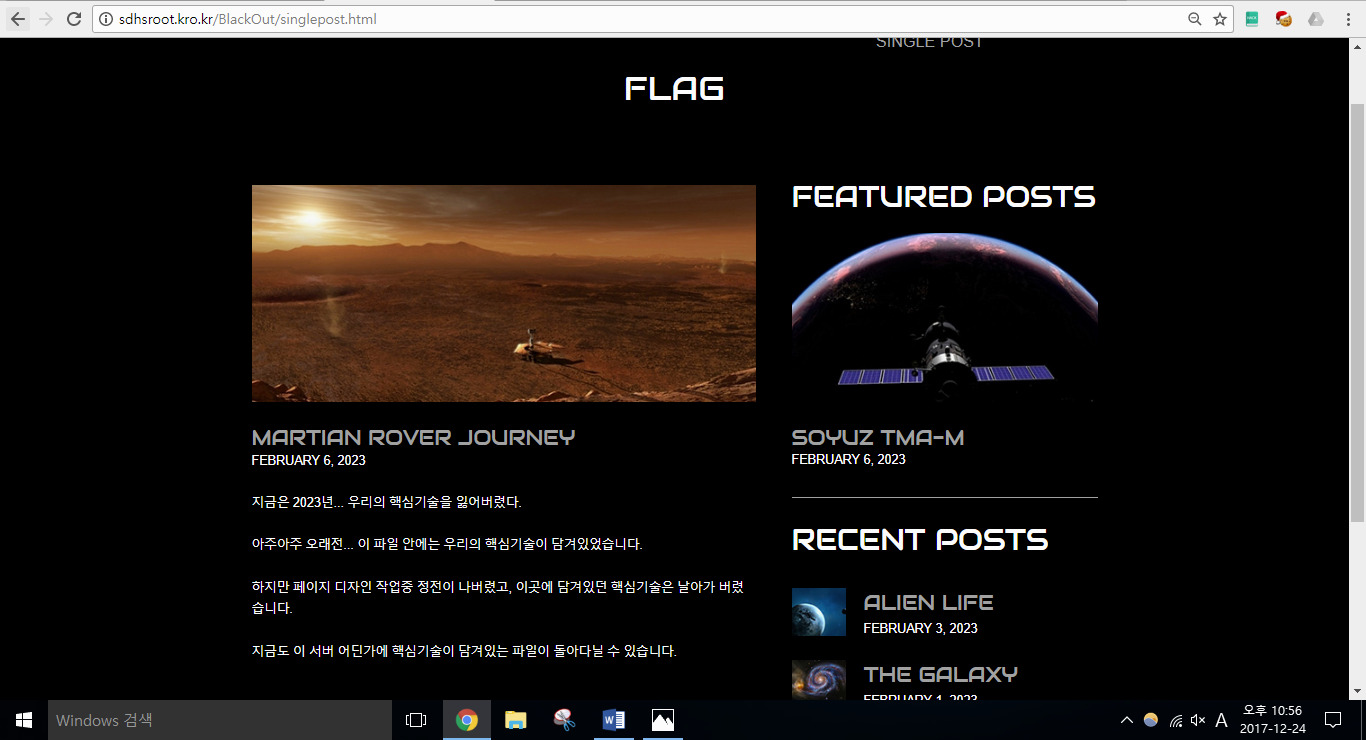 sdhsroot.kro.kr/BlackOut/singlepost.html
SINGLE POST
FLAG
MARTIAN ROVER JOURNEY
FEBRUARY 6, 2023
지금은 2023년... 우리의 핵심기술을 잃어버렸다.
아주아주 오래전... 이 파일 안에는 우리의 핵심기술이 담겨있었습니다.
하지만 페이지 디자인 작업중 정전이 나버렸고, 이곳에 담겨있던 핵심기술은 날아가 버렸
습니다.
지금도 이 서버 어딘가에 핵심기술이 담겨있는 파일이 돌아다닐 수 있습니다.
FEATURED POSTS
SOYUZ TMA-M
FEBRUARY 6, 2023
RECENT POSTS
ALIEN LIFE
FEBRUARY 3, 2023
THE GALAXY
FEBRUARY 1, 2023
Windows 검색
A
오후 10:56
2017-12-24